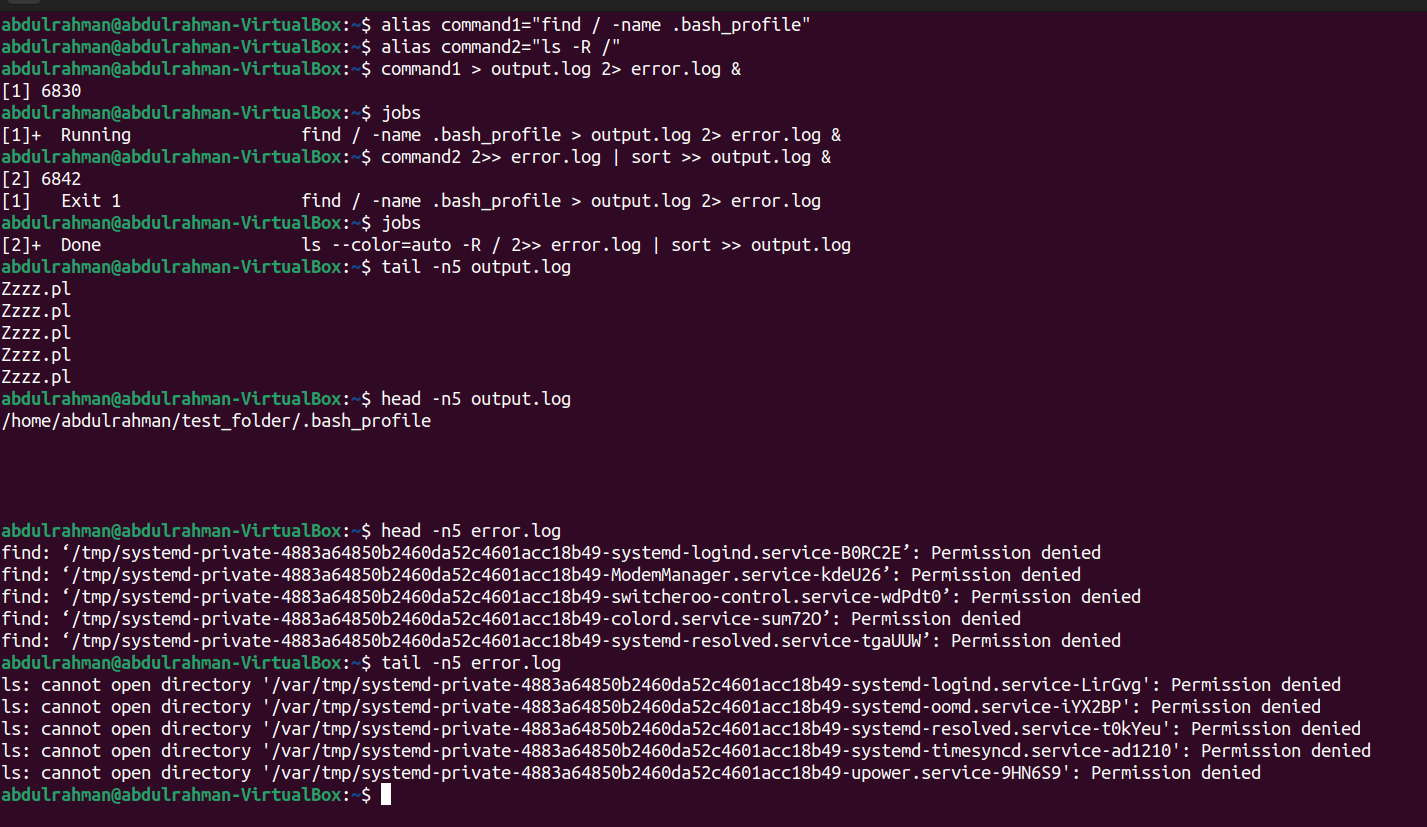 abdulrahman@abdulrahman-VirtualBox:~$ alias command1="find / -name .bash_profile"
abdulrahman@abdulrahman-VirtualBox:~$ alias command2="ls -R /"
abdulrahman@abdulrahman-VirtualBox:~$ command1 > output.log 2> error.log &
[1] 6830
abdulrahman@abdulrahman-VirtualBox:~$ jobs
[1]+  Running                 find / -name .bash_profile > output.log 2> error.log &
abdulrahman@abdulrahman-VirtualBox:~$ command2 2>> error.log | sort >> output.log &
[2] 6842
[1]   Exit 1                  find / -name .bash_profile > output.log 2> error.log
abdulrahman@abdulrahman-VirtualBox:~$ jobs
[2]+  Done                    ls --color=auto -R / 2>> error.log | sort >> output.log
abdulrahman@abdulrahman-VirtualBox:~$ tail -n5 output.log
Zzzz.pl
Zzzz.pl
Zzzz.pl
Zzzz.pl
Zzzz.pl
abdulrahman@abdulrahman-VirtualBox:~$ head -n5 output.log
/home/abdulrahman/test_folder/.bash_profile
abdulrahman@abdulrahman-VirtualBox:~$ head -n5 error.log
find: ‘/tmp/systemd-private-4883a64850b2460da52c4601acc18b49-systemd-logind.service-B0RC2E’: Permission denied
find: ‘/tmp/systemd-private-4883a64850b2460da52c4601acc18b49-ModemManager.service-kdeU26’: Permission denied
find: ‘/tmp/systemd-private-4883a64850b2460da52c4601acc18b49-switcheroo-control.service-wdPdt0’: Permission denied
find: ‘/tmp/systemd-private-4883a64850b2460da52c4601acc18b49-colord.service-sum72O’: Permission denied
find: ‘/tmp/systemd-private-4883a64850b2460da52c4601acc18b49-systemd-resolved.service-tgaUUW’: Permission denied
abdulrahman@abdulrahman-VirtualBox:~$ tail -n5 error.log
ls: cannot open directory '/var/tmp/systemd-private-4883a64850b2460da52c4601acc18b49-systemd-logind.service-LirGvg': Permission denied
ls: cannot open directory '/var/tmp/systemd-private-4883a64850b2460da52c4601acc18b49-systemd-oomd.service-iYX2BP': Permission denied
ls: cannot open directory '/var/tmp/systemd-private-4883a64850b2460da52c4601acc18b49-systemd-resolved.service-t0kYeu': Permission denied
ls: cannot open directory '/var/tmp/systemd-private-4883a64850b2460da52c4601acc18b49-systemd-timesyncd.service-ad1210': Permission denied
ls: cannot open directory '/var/tmp/systemd-private-4883a64850b2460da52c4601acc18b49-upower.service-9HN6S9': Permission denied
abdulrahman@abdulrahman-VirtualBox:~$